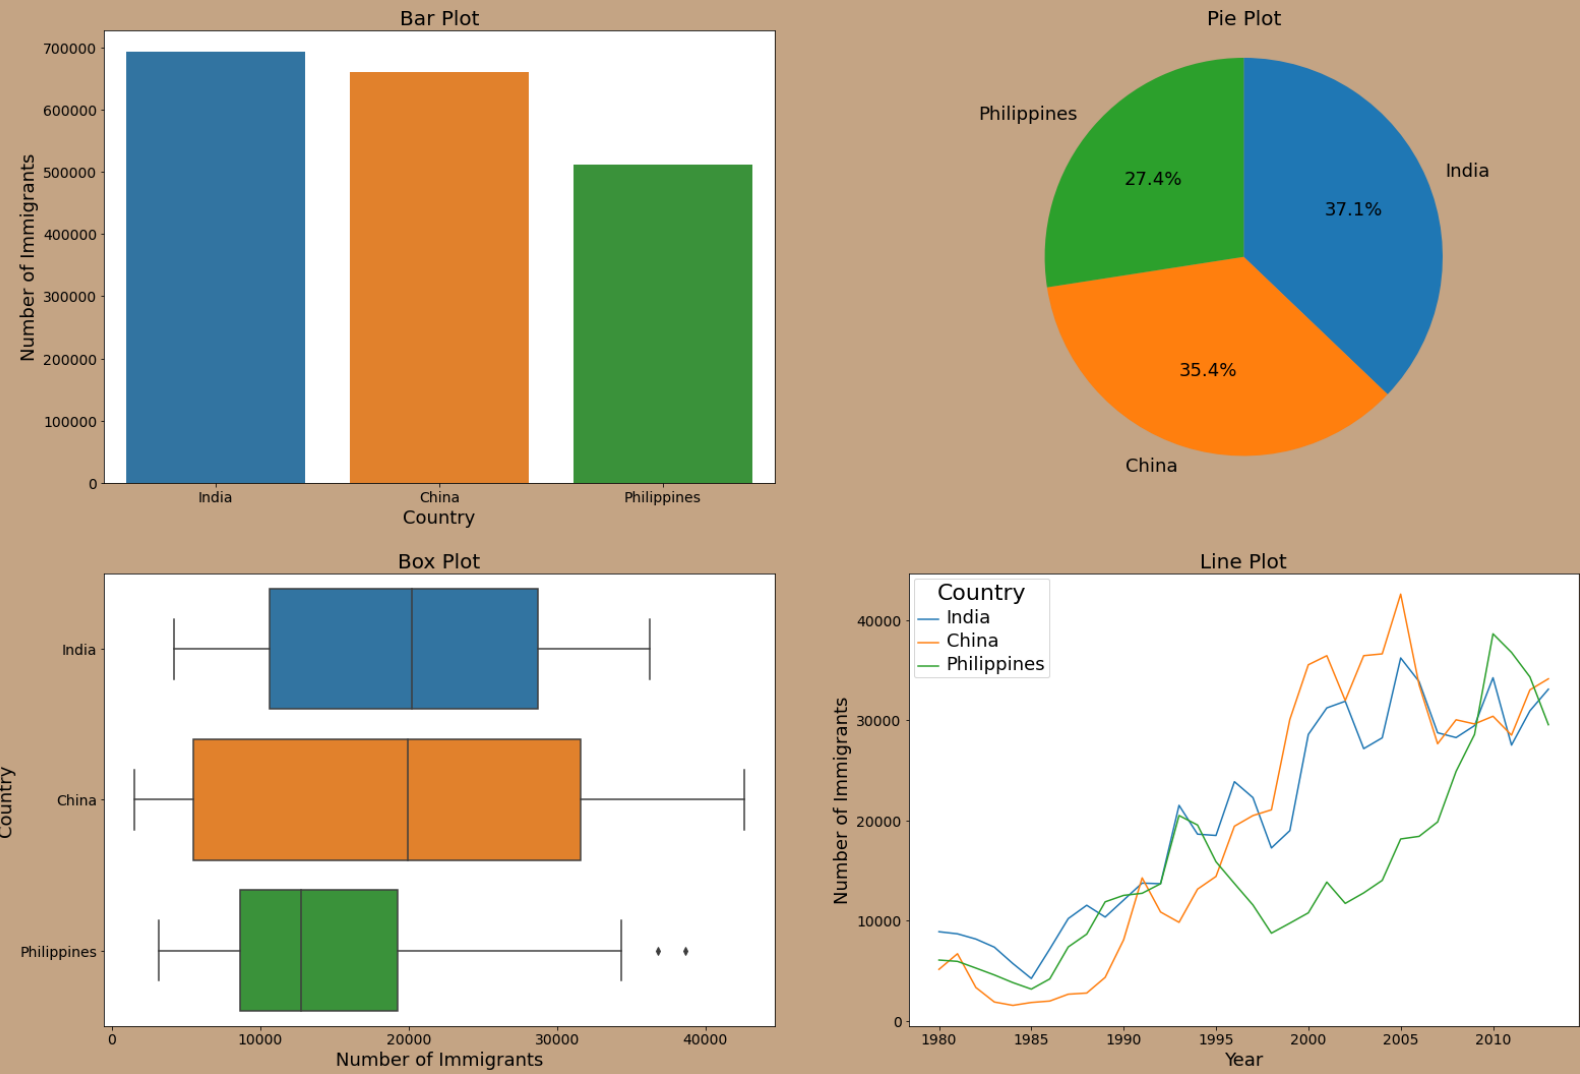 Bar Plot
700000
600000
500000
400000
300000
200000
100000
0
Number of Immigrants
India
China
Philippines
Country
Pie Plot
Philippines
India
China
27.4%
37.1%
35.4%
Box Plot
India
China
Philippines
Country
0
10000
20000
30000
40000
Number of Immigrants
Line Plot
Country
India
China
Philippines
40000
30000
20000
10000
0
Number of Immigrants
1980
1985
1990
1995
2000
2005
2010
Year